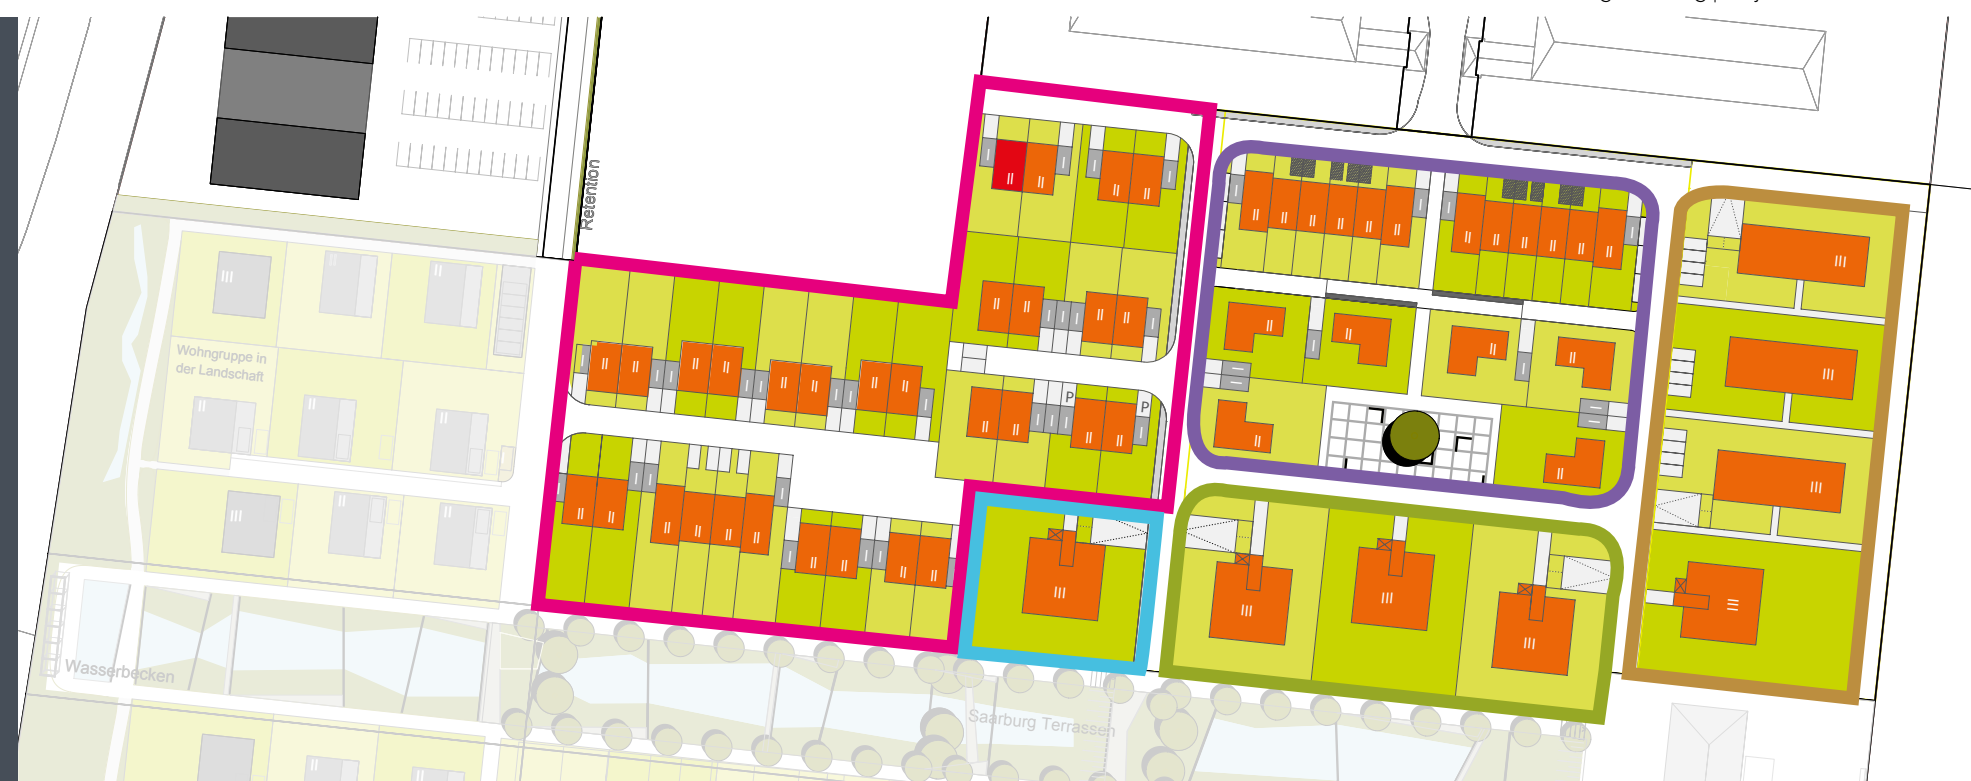 Retention
Wohngruppe in
der Landschaft
P
P
Wasserbecken
Saarburg Terrassen